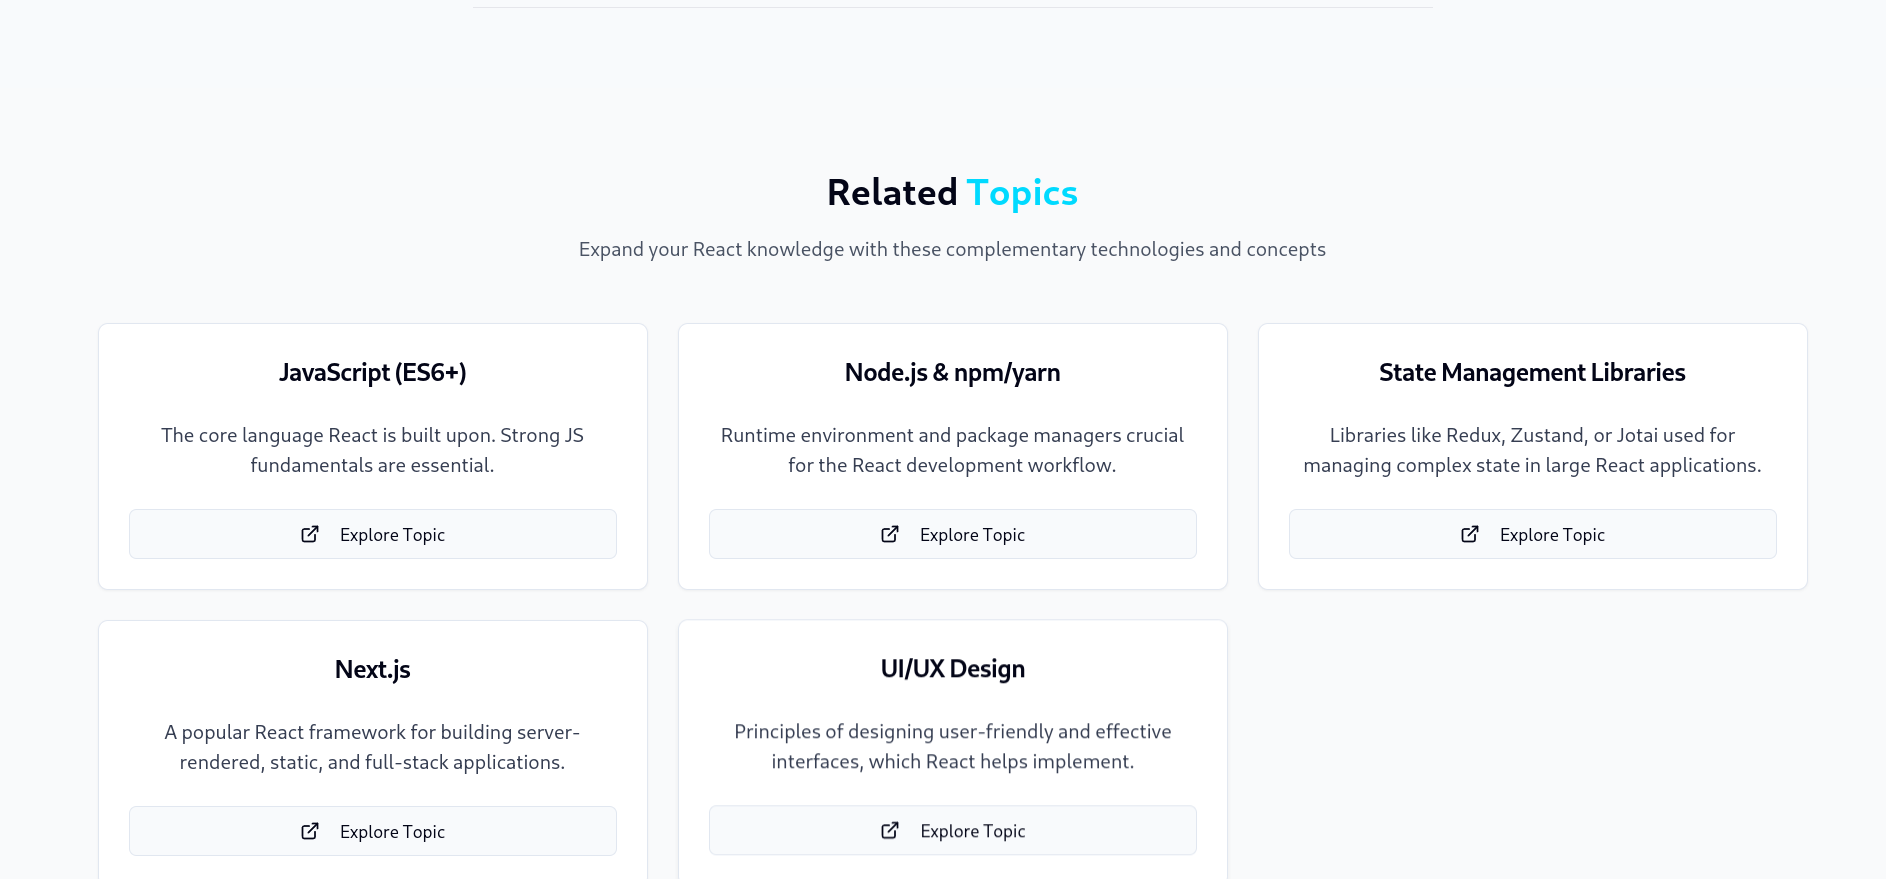 Related Topics
Expand your React knowledge with these complementary technologies and concepts
JavaScript (ES6+)
The core language React is built upon. Strong JS
fundamentals are essential.
Explore Topic
Node.js & npm/yarn
Runtime environment and package managers crucial
for the React development workflow.
Explore Topic
State Management Libraries
Libraries like Redux, Zustand, or Jotai used for
managing complex state in large React applications.
Explore Topic
Next.js
A popular React framework for building server-
rendered, static, and full-stack applications.
Explore Topic
UI/UX Design
Principles of designing user-friendly and effective
interfaces, which React helps implement.
Explore Topic